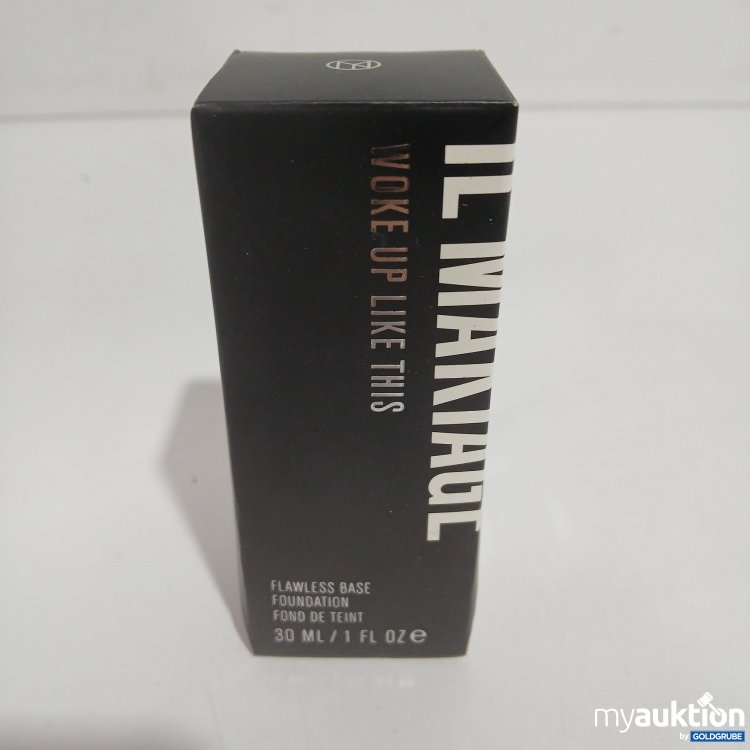 IL MAKIAGE
WOKE UP LIKE THIS
FLAWLESS BASE
FOUNDATION
FOND DE TEINT
30 ML / 1 FL OZ e
myauktion
by GOLDGRUBE